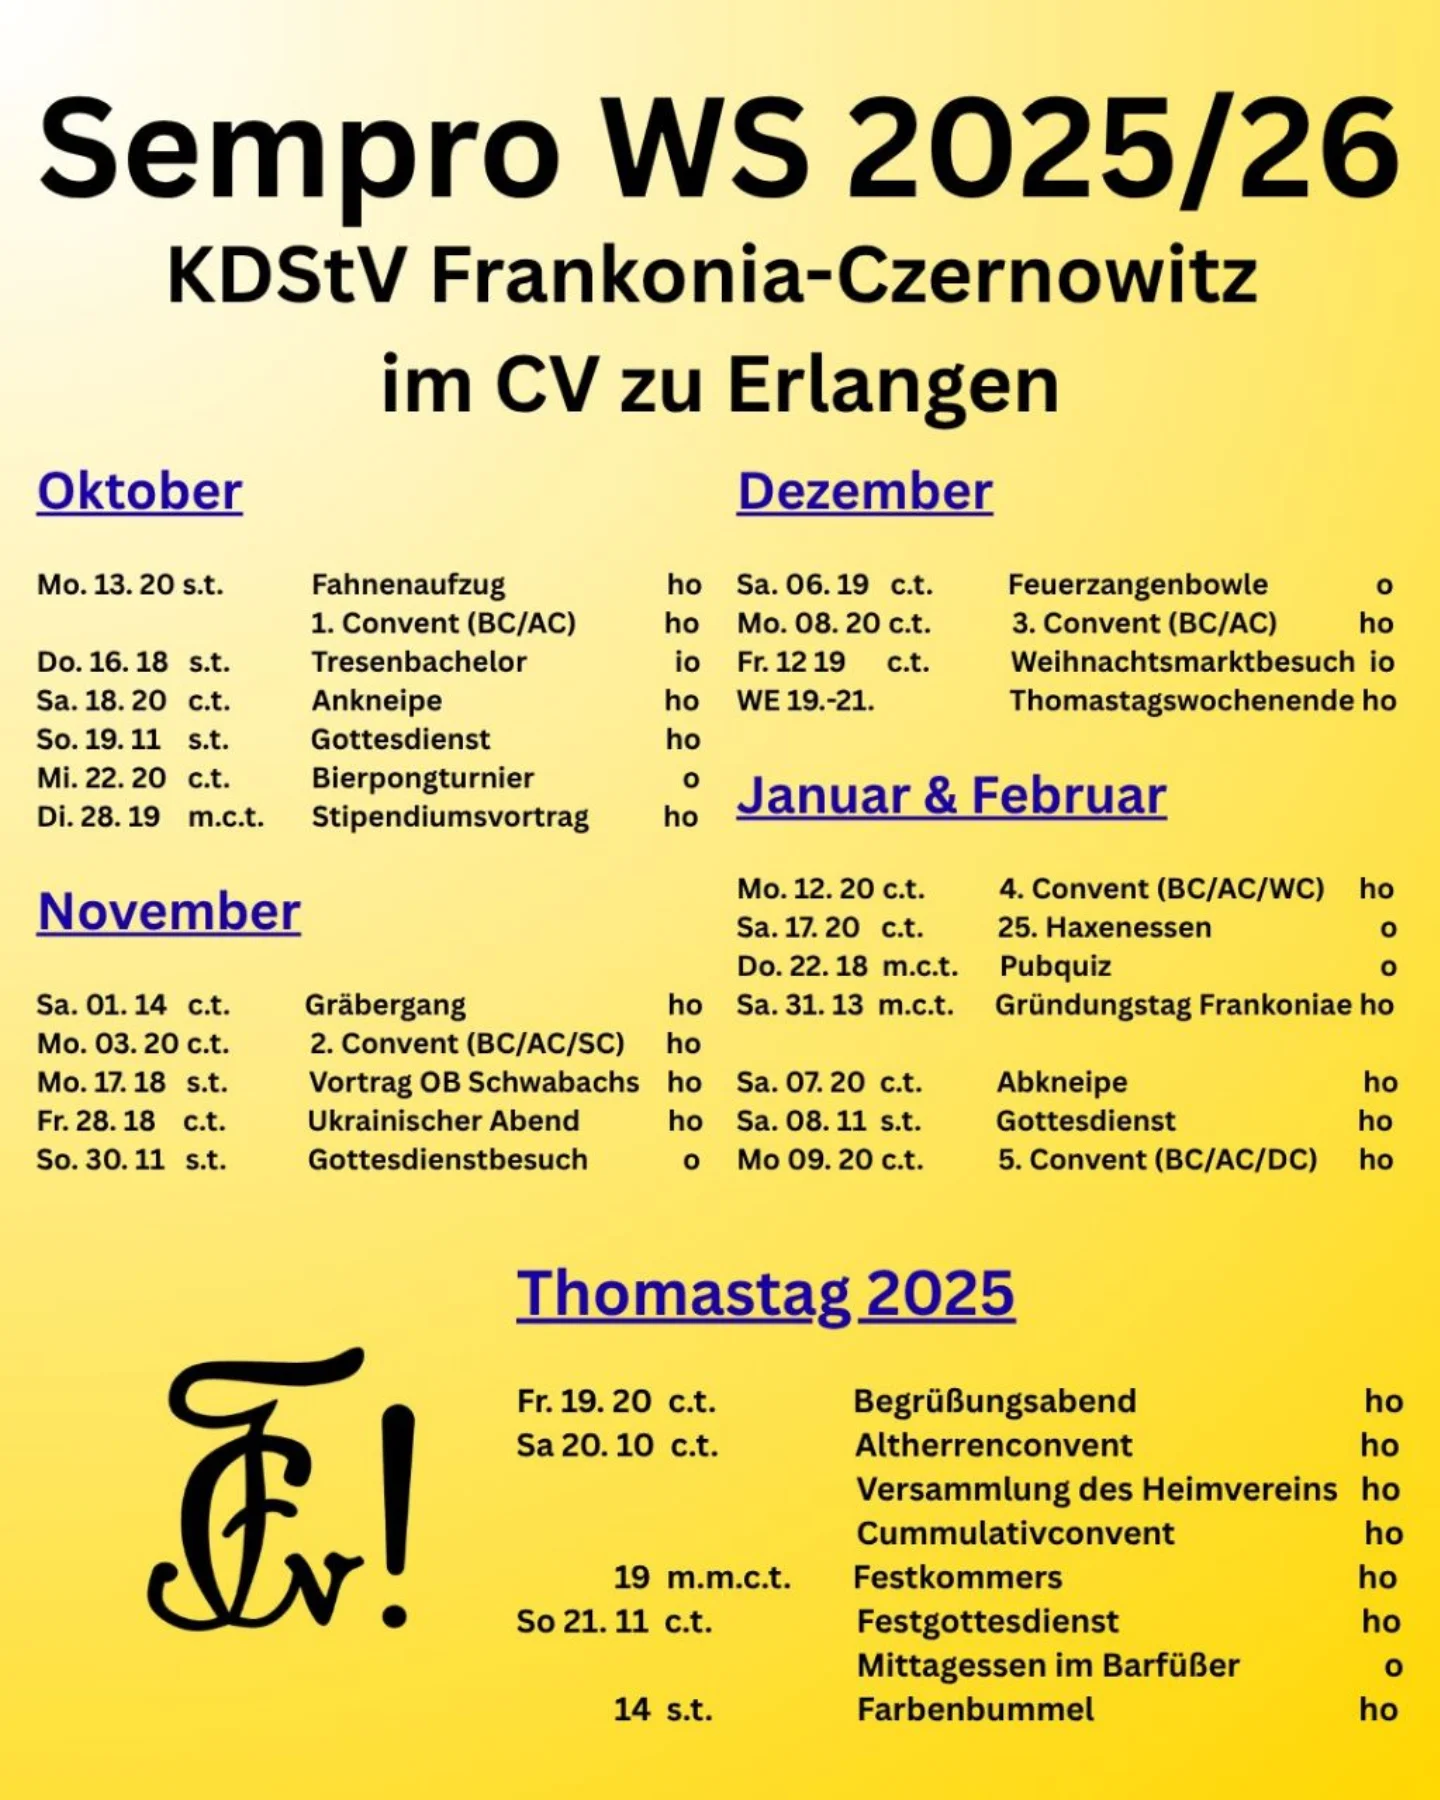 Sempro WS 2025/26
KDStV Frankonia-Czernowitz
im CV zu Erlangen
Oktober
Mo. 13. 20 s.t. Fahnenaufzug ho
1. Convent (BC/AC) ho
Do. 16. 18 s.t. Tresenbachelor io
Sa. 18. 20 c.t. Ankneipe ho
So. 19. 11 s.t. Gottesdienst ho
Mi. 22. 20 c.t. Bierpongturnier o
Di. 28. 19 m.c.t. Stipendiumsvortrag ho
November
Sa. 01. 14 c.t. Gräbergang ho
Mo. 03. 20 c.t. 2. Convent (BC/AC/SC) ho
Mo. 17. 18 s.t. Vortrag OB Schwabachs ho
Fr. 28. 18 c.t. Ukrainischer Abend ho
So. 30. 11 s.t. Gottesdienstbesuch o
Dezember
Sa. 06. 19 c.t. Feuerzangenbowle o
Mo. 08. 20 c.t. 3. Convent (BC/AC) ho
Fr. 12 19 c.t. Weihnachtsmarktbesuch io
WE 19.-21. Thomastagswochenende ho
Januar & Februar
Mo. 12. 20 c.t. 4. Convent (BC/AC/WC) ho
Sa. 17. 20 c.t. 25. Haxenessen o
Do. 22. 18 m.c.t. Pubquiz o
Sa. 31. 13 m.c.t. Gründungstag Frankoniae ho
Sa. 07. 20 c.t. Abkneipe ho
Sa. 08. 11 s.t. Gottesdienst ho
Mo 09. 20 c.t. 5. Convent (BC/AC/DC) ho
Thomastag 2025
Fr. 19. 20 c.t. Begrüßungsabend ho
Sa 20. 10 c.t. Altherrenconvent ho
Versammlung des Heimvereins ho
Cummulativconvent ho
19 m.m.c.t. Festkommers ho
So 21. 11 c.t. Festgottesdienst ho
Mittagessen im Barfüßer o
14 s.t. Farbenbummel ho